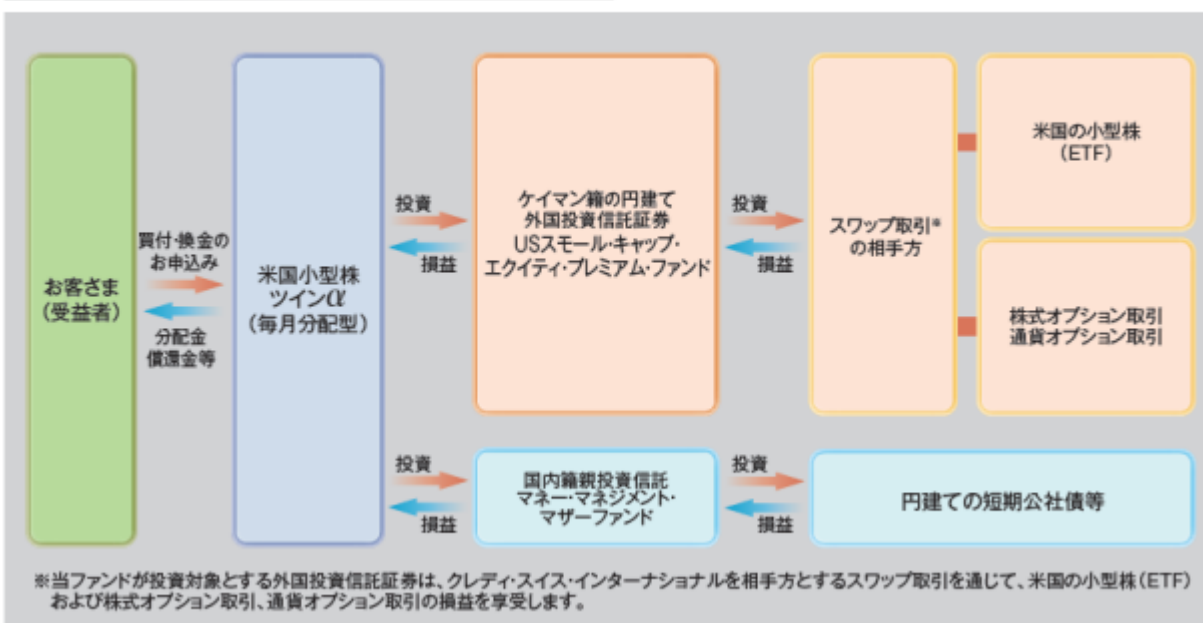 お客さま
(受益者)
買付・換金の
お申込み
分配金
償還金等
米国小型株
ツインα
(毎月分配型)
投資
損益
ケイマン籍の円建て
外国投資信託証券
USスモール・キャップ・
エクイティ・プレミアム・ファンド
投資
損益
スワップ取引※
の相手方
米国の小型株
(ETF)
株式オプション取引
通貨オプション取引
投資
損益
国内籍親投資信託
マネー・マネジメント・
マザーファンド
投資
損益
円建ての短期公社債等
※当ファンドが投資対象とする外国投資信託証券は、クレディ・スイス・インターナショナルを相手方とするスワップ取引を通じて、米国の小型株(ETF)
および株式オプション取引、通貨オプション取引の損益を享受します。